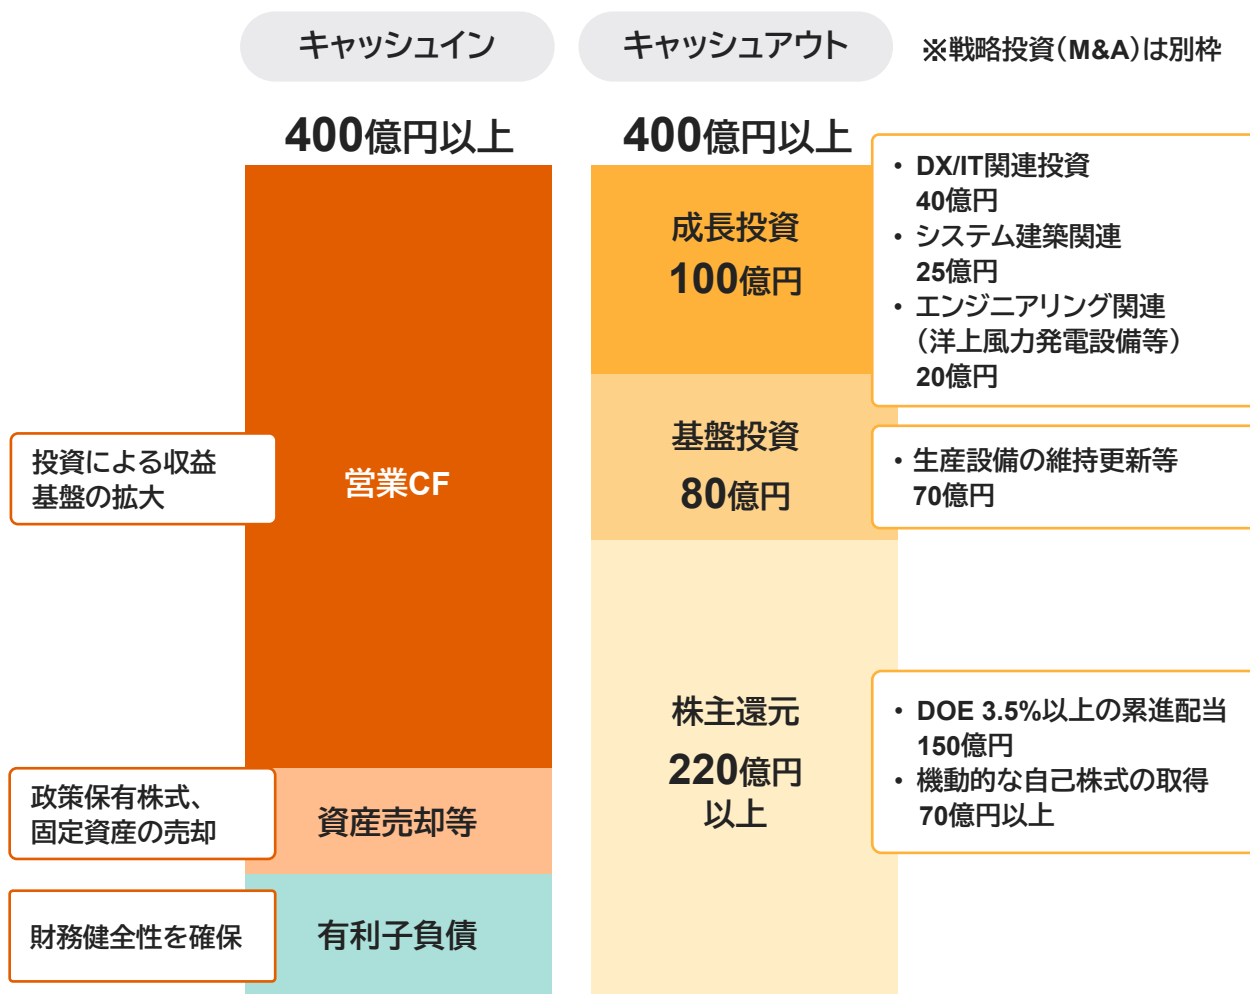 キャッシュイン
キャッシュアウト
※戦略投資(M&A)は別枠
400億円以上
400億円以上
投資による収益
基盤の拡大
営業CF
政策保有株式、
固定資産の売却
資産売却等
財務健全性を確保
有利子負債
成長投資
100億円
・ DX/IT関連投資
40億円
・ システム建築関連
25億円
・ エンジニアリング関連
(洋上風力発電設備等)
20億円
基盤投資
80億円
・ 生産設備の維持更新等
70億円
株主還元
220億円
以上
・ DOE 3.5%以上の累進配当
150億円
・ 機動的な自己株式の取得
70億円以上